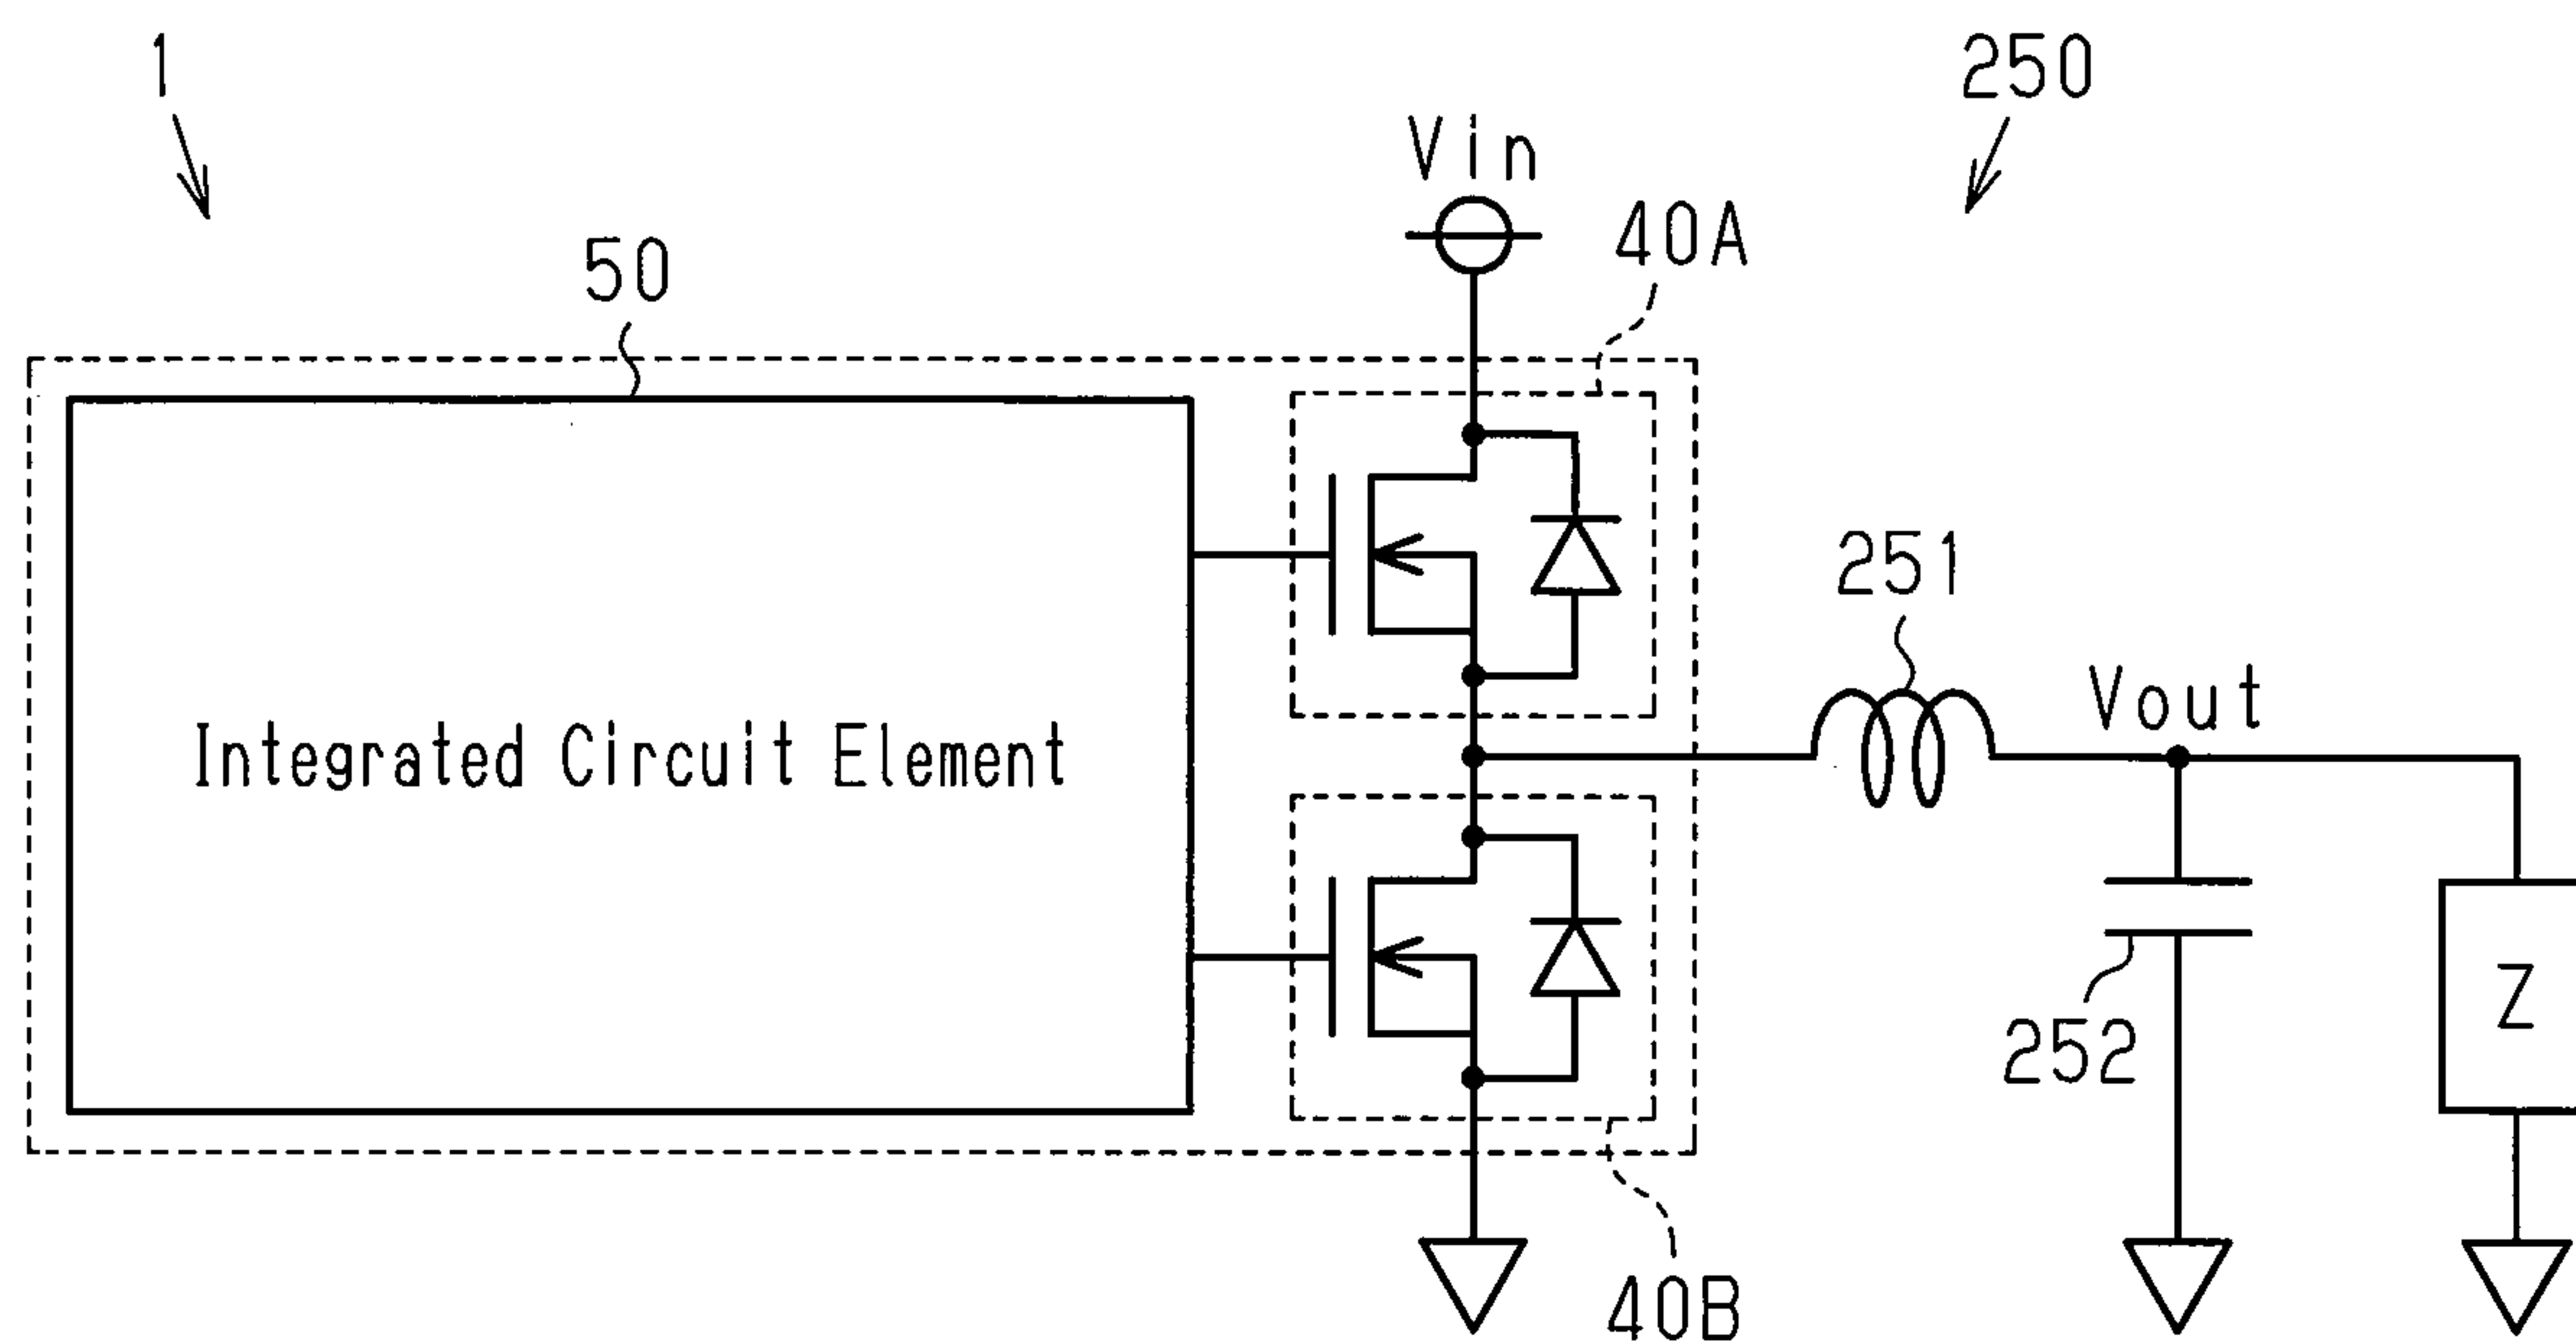 1
250
Vin
40A
50
251
Vout
Integrated Circuit Element
Z
252
40B